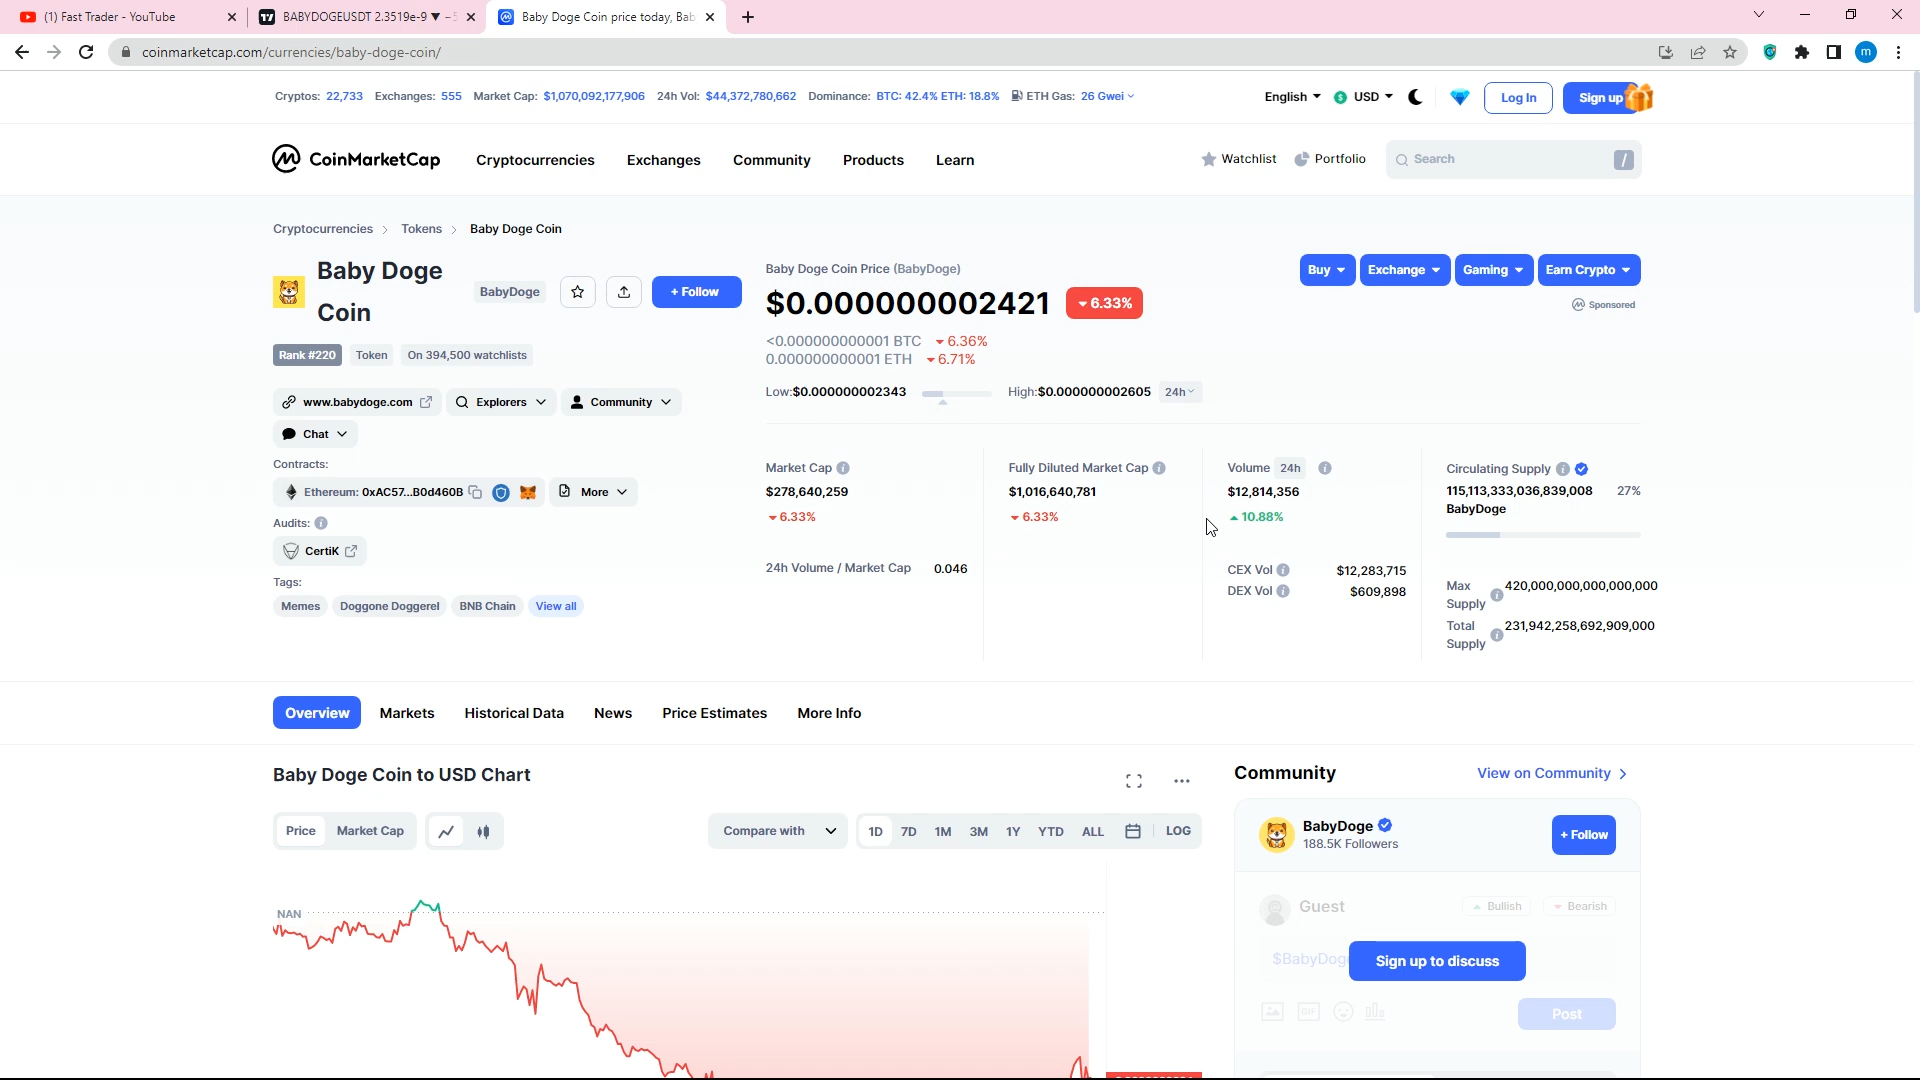 (1) Fast Trader - YouTube
BABYDOGEUSDT 2.3519e-9 ▼ −5
Baby Doge Coin price today, Bab
coinmarketcap.com/currencies/baby-doge-coin/
m
Cryptos: 22,733 Exchanges: 555 Market Cap: $1,070,092,177,906 24h Vol: $44,372,780,662 Dominance: BTC: 42.4% ETH: 18.8% ETH Gas: 26 Gwei
English
USD
Log In
Sign up
CoinMarketCap
Cryptocurrencies
Exchanges
Community
Products
Learn
Watchlist
Portfolio
Search
/
Cryptocurrencies > Tokens > Baby Doge Coin
Baby Doge
Coin
BabyDoge
+ Follow
Rank #220
Token
On 394,500 watchlists
www.babydoge.com
Explorers
Community
Chat
Contracts:
Ethereum: 0xAC57...B0d460B
More
Audits:
CertiK
Tags:
Memes
Doggone Doggerel
BNB Chain
View all
Baby Doge Coin Price (BabyDoge)
$0.000000002421
6.33%
<0.000000000001 BTC 6.36%
0.000000000001 ETH 6.71%
Low:$0.000000002343
High:$0.000000002605
24h
Buy
Exchange
Gaming
Earn Crypto
Sponsored
Market Cap
$278,640,259
6.33%
24h Volume / Market Cap 0.046
Fully Diluted Market Cap
$1,016,640,781
6.33%
Volume 24h
$12,814,356
10.88%
CEX Vol $12,283,715
DEX Vol $609,898
Circulating Supply
115,113,333,036,839,008 27%
BabyDoge
Max
Supply
420,000,000,000,000,000
Total
Supply
231,942,258,692,909,000
Overview
Markets
Historical Data
News
Price Estimates
More Info
Baby Doge Coin to USD Chart
Price
Market Cap
Compare with
1D
7D
1M
3M
1Y
YTD
ALL
LOG
NAN
Community
View on Community
BabyDoge
188.5K Followers
+ Follow
Guest
Bullish
Bearish
$BabyDoge
Sign up to discuss
GIF
Post